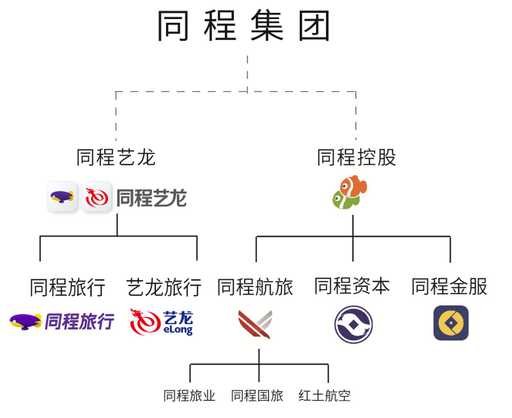 同程集团
同程艺龙
同程控股
同程艺龙
同程旅行
艺龙旅行
同程航旅
同程资本
同程金服
同程旅行
艺龙
eLong
同程旅业
同程国旅
红土航空